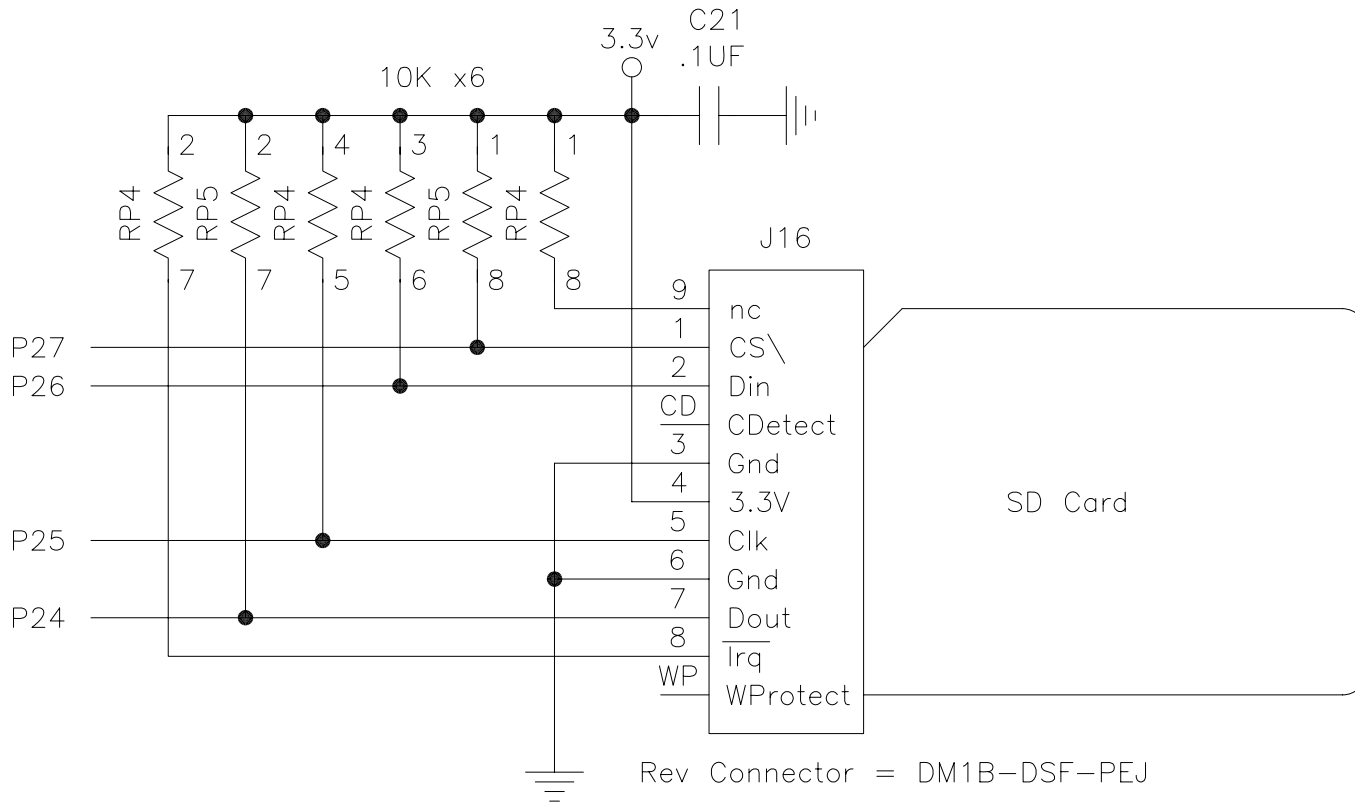 C21
3.3v
.1UF
10K x6
2 2 4 3 1 1
RP4 RP5 RP4 RP4 RP5 RP4
7 7 5 6 8 8
J16
9 nc
P27 1 CS\
P26 2 Din
CD CDetect
3 Gnd
4 3.3V
SD Card
P25 5 Clk
6 Gnd
P24 7 Dout
8 Irq
WP WProtect
Rev Connector = DM1B-DSF-PEJ